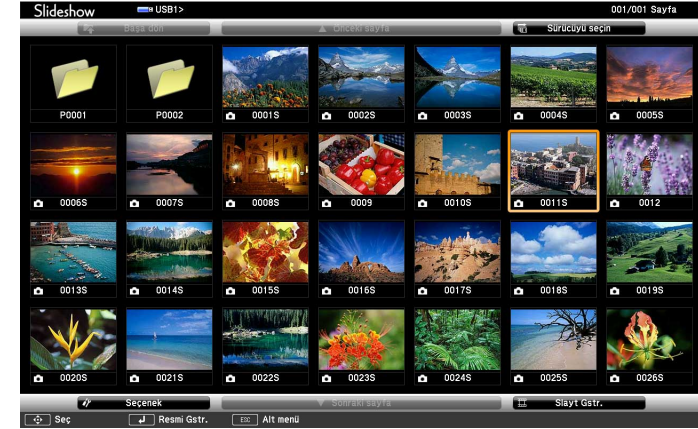 Slideshow USB1> 001/001 Sayfa
Başa dön Önceki sayfa Sürücüyü seçin
P0001 P0002 0001S 0002S 0003S 0004S 0005S
0006S 0007S 0008S 0009 0010S 0011S 0012
0013S 0014S 0015S 0016S 0017S 0018S 0019S
0020S 0021S 0022S 0023S 0024S 0025S 0026S
Seçenek Sonraki sayfa Slayt Gstr.
Seç Resmi Gstr. ESC Alt menü